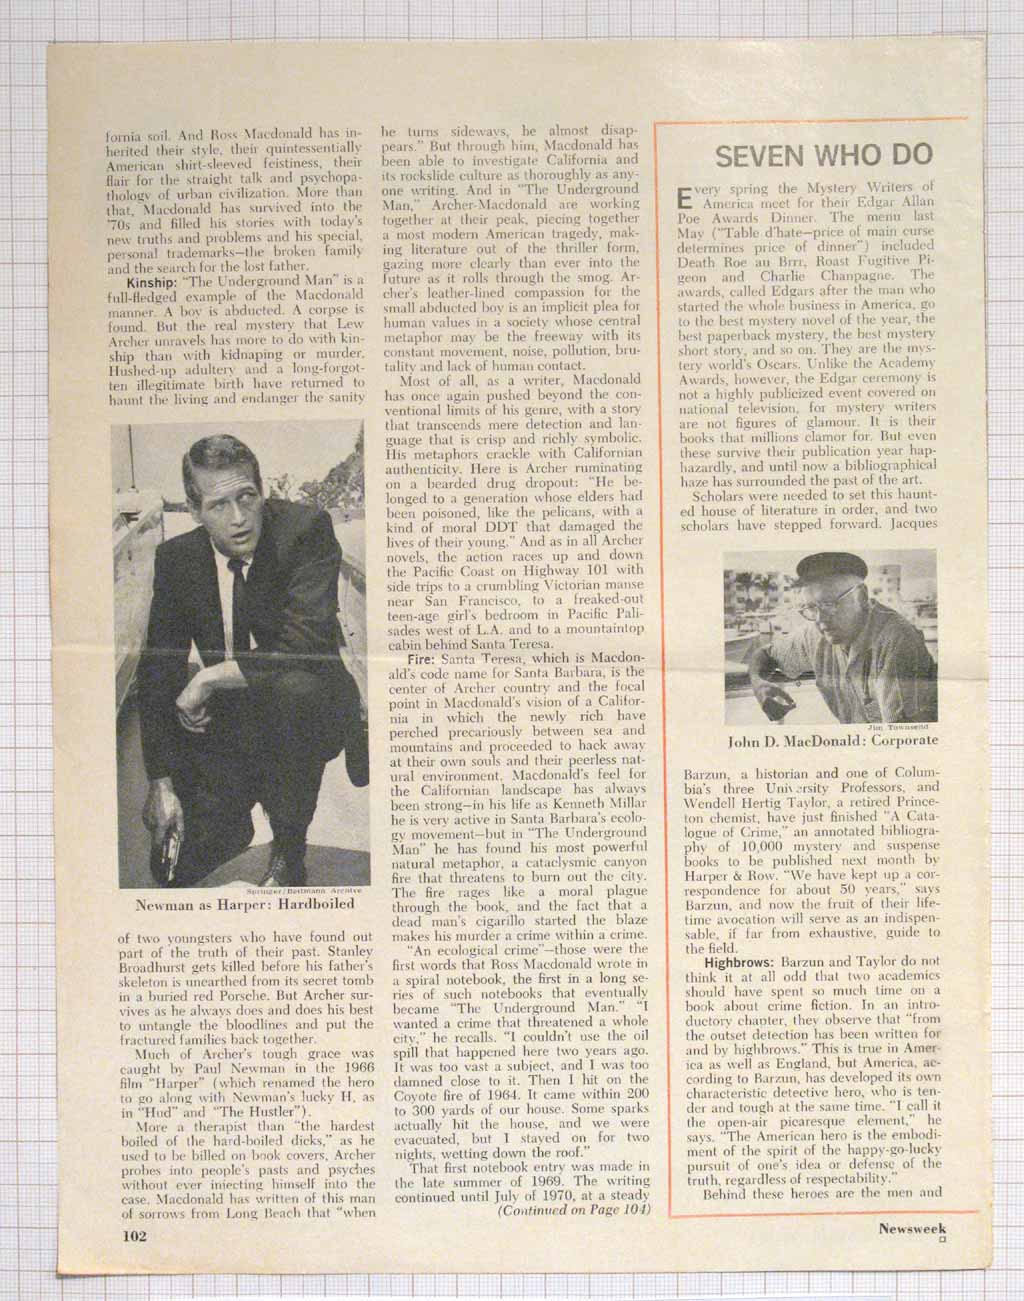 fornia soil. And Ross Macdonald has in-
herited their style, their quintessentially
American shirt-sleeved feistiness, their
flair for the straight talk and psychopa-
thology of urban civilization. More than
that, Macdonald has survived into the
'70s and filled his stories with today's
new truths and problems and his special,
personal trademarks—the broken family
and the search for the lost father.
Kinship: "The Underground Man" is a
full-fledged example of the Macdonald
manner. A boy is abducted. A corpse is
found. But the real mystery that Lew
Archer unravels has more to do with kin-
ship than with kidnaping or murder.
Hushed-up adultery and a long-forgot-
ten illegitimate birth have returned to
haunt the living and endanger the sanity
Springer/Bettmann Archive
Newman as Harper: Hardboiled
of two youngsters who have found out
part of the truth of their past. Stanley
Broadhurst gets killed before his father's
skeleton is unearthed from its secret tomb
in a buried red Porsche. But Archer sur-
vives as he always does and does his best
to untangle the bloodlines and put the
fractured families back together.
Much of Archer's tough grace was
caught by Paul Newman in the 1966
film "Harper" (which renamed the hero
to go along with Newman's lucky H, as
in "Hud" and "The Hustler").
More a therapist than "the hardest
boiled of the hard-boiled dicks," as he
used to be billed on book covers, Archer
probes into people's pasts and psyches
without ever injecting himself into the
case. Macdonald has written of this man
of sorrows from Long Beach that "when
he turns sideways, he almost disap-
pears." But through him, Macdonald has
been able to investigate California and
its rockslide culture as thoroughly as any-
one writing. And in "The Underground
Man," Archer-Macdonald are working
together at their peak, piecing together
a most modern American tragedy, mak-
ing literature out of the thriller form,
gazing more clearly than ever into the
future as it rolls through the smog. Ar-
cher's leather-lined compassion for the
small abducted boy is an implicit plea for
human values in a society whose central
metaphor may be the freeway with its
constant movement, noise, pollution, bru-
tality and lack of human contact.
Most of all, as a writer, Macdonald
has once again pushed beyond the con-
ventional limits of his genre, with a story
that transcends mere detection and lan-
guage that is crisp and richly symbolic.
His metaphors crackle with Californian
authenticity. Here is Archer ruminating
on a bearded drug dropout: "He be-
longed to a generation whose elders had
been poisoned, like the pelicans, with a
kind of moral DDT that damaged the
lives of their young." And as in all Archer
novels, the action races up and down
the Pacific Coast on Highway 101 with
side trips to a crumbling Victorian manse
near San Francisco, to a freaked-out
teen-age girl's bedroom in Pacific Pali-
sades west of L.A. and to a mountaintop
cabin behind Santa Teresa.
Fire: Santa Teresa, which is Macdon-
ald's code name for Santa Barbara, is the
center of Archer country and the focal
point in Macdonald's vision of a Califor-
nia in which the newly rich have
perched precariously between sea and
mountains and proceeded to hack away
at their own souls and their peerless nat-
ural environment. Macdonald's feel for
the Californian landscape has always
been strong—in his life as Kenneth Millar
he is very active in Santa Barbara's ecolo-
gy movement—but in "The Underground
Man" he has found his most powerful
natural metaphor, a cataclysmic canyon
fire that threatens to burn out the city.
The fire rages like a moral plague
through the book, and the fact that a
dead man's cigarillo started the blaze
makes his murder a crime within a crime.
"An ecological crime"—those were the
first words that Ross Macdonald wrote in
a spiral notebook, the first in a long se-
ries of such notebooks that eventually
became "The Underground Man." "I
wanted a crime that threatened a whole
city," he recalls. "I couldn't use the oil
spill that happened here two years ago.
It was too vast a subject, and I was too
damned close to it. Then I hit on the
Coyote fire of 1964. It came within 200
to 300 yards of our house. Some sparks
actually hit the house, and we were
evacuated, but I stayed on for two
nights, wetting down the roof."
That first notebook entry was made in
the late summer of 1969. The writing
continued until July of 1970, at a steady
(Continued on Page 104)
SEVEN WHO DO
Every spring the Mystery Writers of
America meet for their Edgar Allan
Poe Awards Dinner. The menu last
May ("Table d'hate—price of main curse
determines price of dinner") included
Death Roe au Brrr, Roast Fugitive Pi-
geon and Charlie Chanpagne. The
awards, called Edgars after the man who
started the whole business in America, go
to the best mystery novel of the year, the
best paperback mystery, the best mystery
short story, and so on. They are the mys-
tery world's Oscars. Unlike the Academy
Awards, however, the Edgar ceremony is
not a highly publicized event covered on
national television, for mystery writers
are not figures of glamour. It is their
books that millions clamor for. But even
these survive their publication year hap-
hazardly, and until now a bibliographical
haze has surrounded the past of the art.
Scholars were needed to set this haunt-
ed house of literature in order, and two
scholars have stepped forward. Jacques
Jim Townsend
John D. MacDonald: Corporate
Barzun, a historian and one of Colum-
bia's three University Professors, and
Wendell Hertig Taylor, a retired Prince-
ton chemist, have just finished "A Cata-
logue of Crime," an annotated bibliogra-
phy of 10,000 mystery and suspense
books to be published next month by
Harper & Row. "We have kept up a cor-
respondence for about 50 years," says
Barzun, and now the fruit of their life-
time avocation will serve as an indispen-
sable, if far from exhaustive, guide to
the field.
Highbrows: Barzun and Taylor do not
think it at all odd that two academics
should have spent so much time on a
book about crime fiction. In an intro-
ductory chapter, they observe that "from
the outset detection has been written for
and by highbrows." This is true in Amer-
ica as well as England, but America, ac-
cording to Barzun, has developed its own
characteristic detective hero, who is ten-
der and tough at the same time. "I call it
the open-air picaresque element," he
says. "The American hero is the embodi-
ment of the spirit of the happy-go-lucky
pursuit of one's idea or defense of the
truth, regardless of respectability."
Behind these heroes are the men and
102
Newsweek